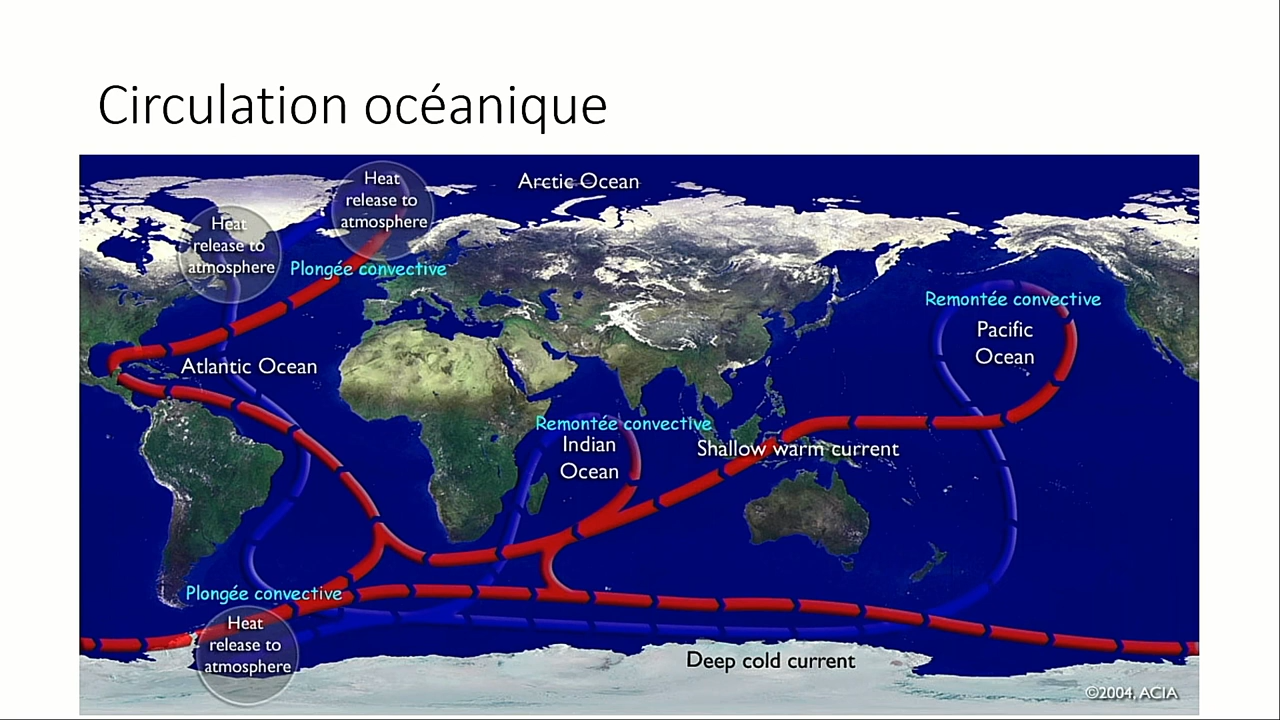 Circulation océanique
Heat
release to
atmosphere
Arctic Ocean
Heat
release to
atmosphere
Plongée convective
Remontée convective
Pacific
Ocean
Atlantic Ocean
Remontée convective
Indian
Ocean
Shallow warm current
Plongée convective
Heat
release to
atmosphere
Deep cold current
©2004, ACIA